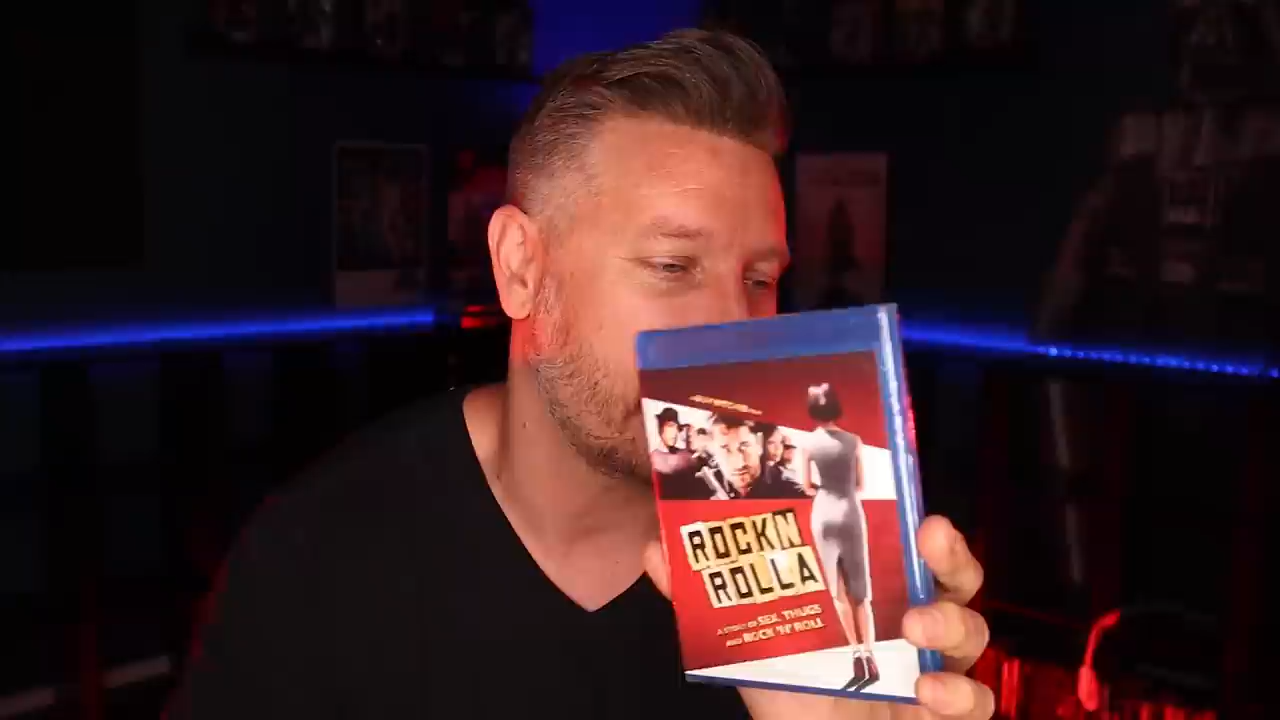 ROCKN
ROLLA
A STORY OF SEX, THUGS
AND ROCK 'N' ROLL